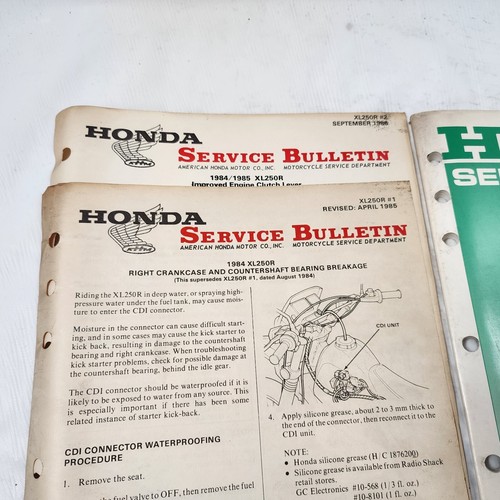 XL250R #2
SEPTEMBER 1984
HONDA
SERVICE BULLETIN
AMERICAN HONDA MOTOR CO., INC. MOTORCYCLE SERVICE DEPARTMENT
1984/1985 XL250R
Improved Engine Clutch Lever
XL250R #1
REVISED: APRIL 1985
HONDA
SERVICE BULLETIN
AMERICAN HONDA MOTOR CO., INC. MOTORCYCLE SERVICE DEPARTMENT
1984 XL250R
RIGHT CRANKCASE AND COUNTERSHAFT BEARING BREAKAGE
(This supersedes XL250R #1, dated August 1984)
Riding the XL250R in deep water, or spraying high-
pressure water under the fuel tank, may cause mois-
ture to enter the CDI connector.
Moisture in the connector can cause difficult start-
ing, and in some cases may cause the kick starter to
kick back, resulting in damage to the countershaft
bearing and right crankcase. When troubleshooting
kick starter problems, check for possible damage at
the countershaft bearing, behind the idle gear.
The CDI connector should be waterproofed if it is
likely to be exposed to water from any source. This
is especially important if there has been some
related instance of starter kick-back.
CDI CONNECTOR WATERPROOFING
PROCEDURE
1. Remove the seat.
the fuel valve to OFF, then remove the fuel
CDI UNIT
4. Apply silicone grease, about 2 to 3 mm thick to
the end of the connector, then reconnect it to the
CDI unit.
NOTE:
• Honda silicone grease (H/C 1876200)
• Silicone grease is available from Radio Shack
retail stores.
GC Electronics #10-568 (1/3 fl. oz.)
#10-8101 (1 fl. oz.)
H
SE